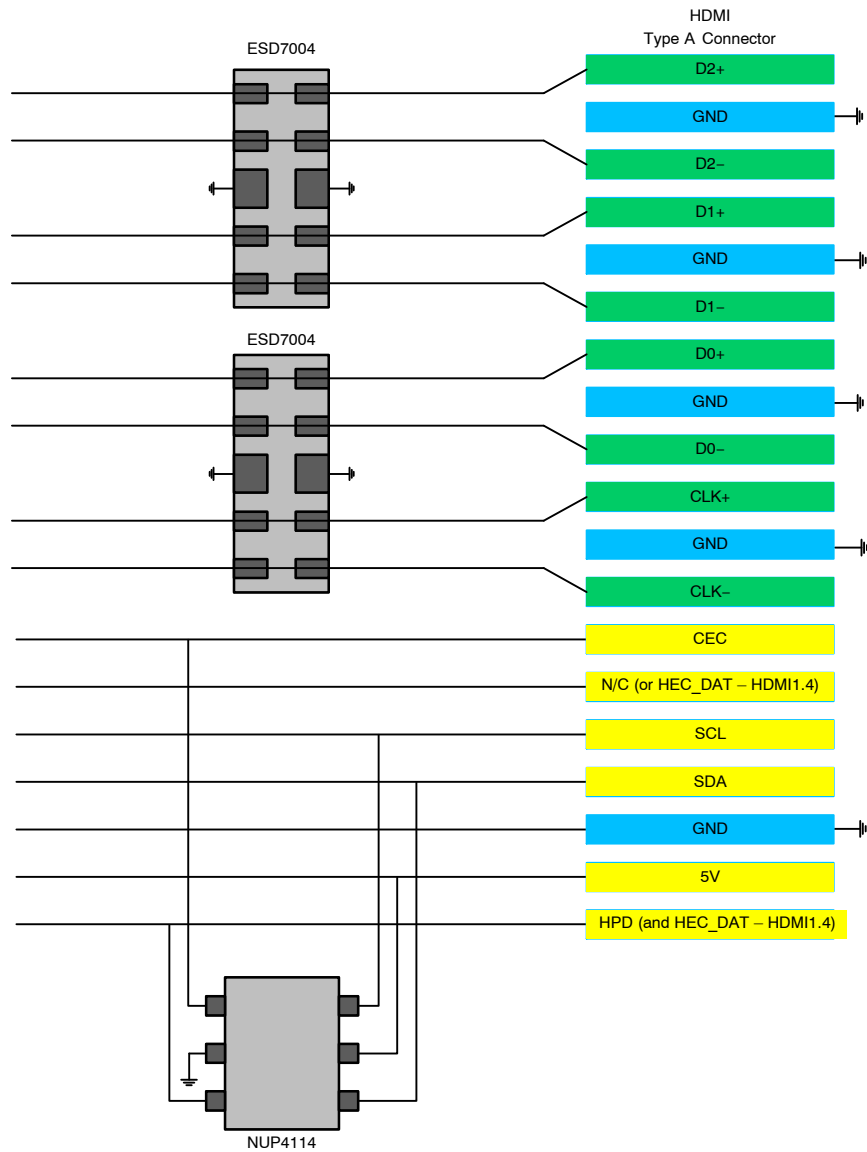 HDMI
Type A Connector
ESD7004
D2+
GND
D2−
D1+
GND
D1−
ESD7004
D0+
GND
D0−
CLK+
GND
CLK−
CEC
N/C (or HEC_DAT – HDMI1.4)
SCL
SDA
GND
5V
HPD (and HEC_DAT – HDMI1.4)
NUP4114